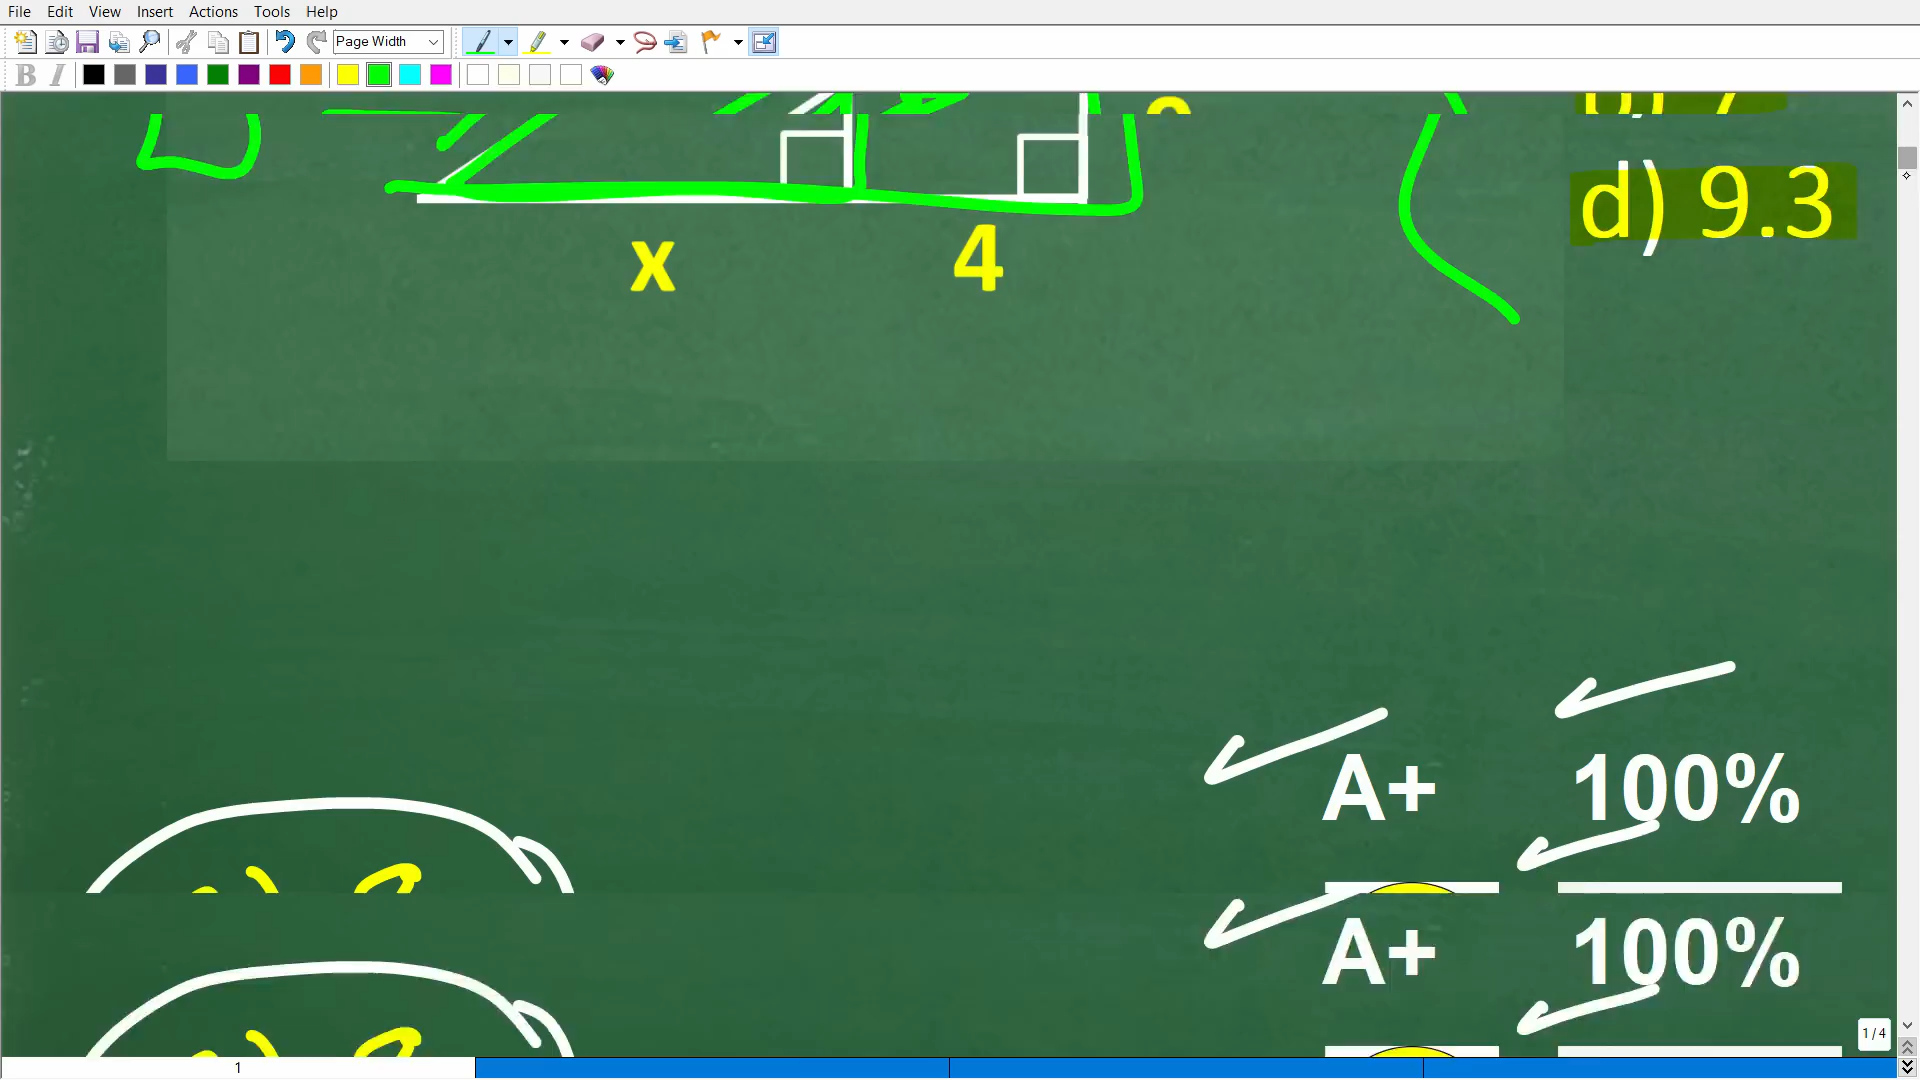 File Edit View Insert Actions Tools Help
Page Width
B I
d) 9.3
x 4
A+ 100%
A+ 100%
1 / 4
1